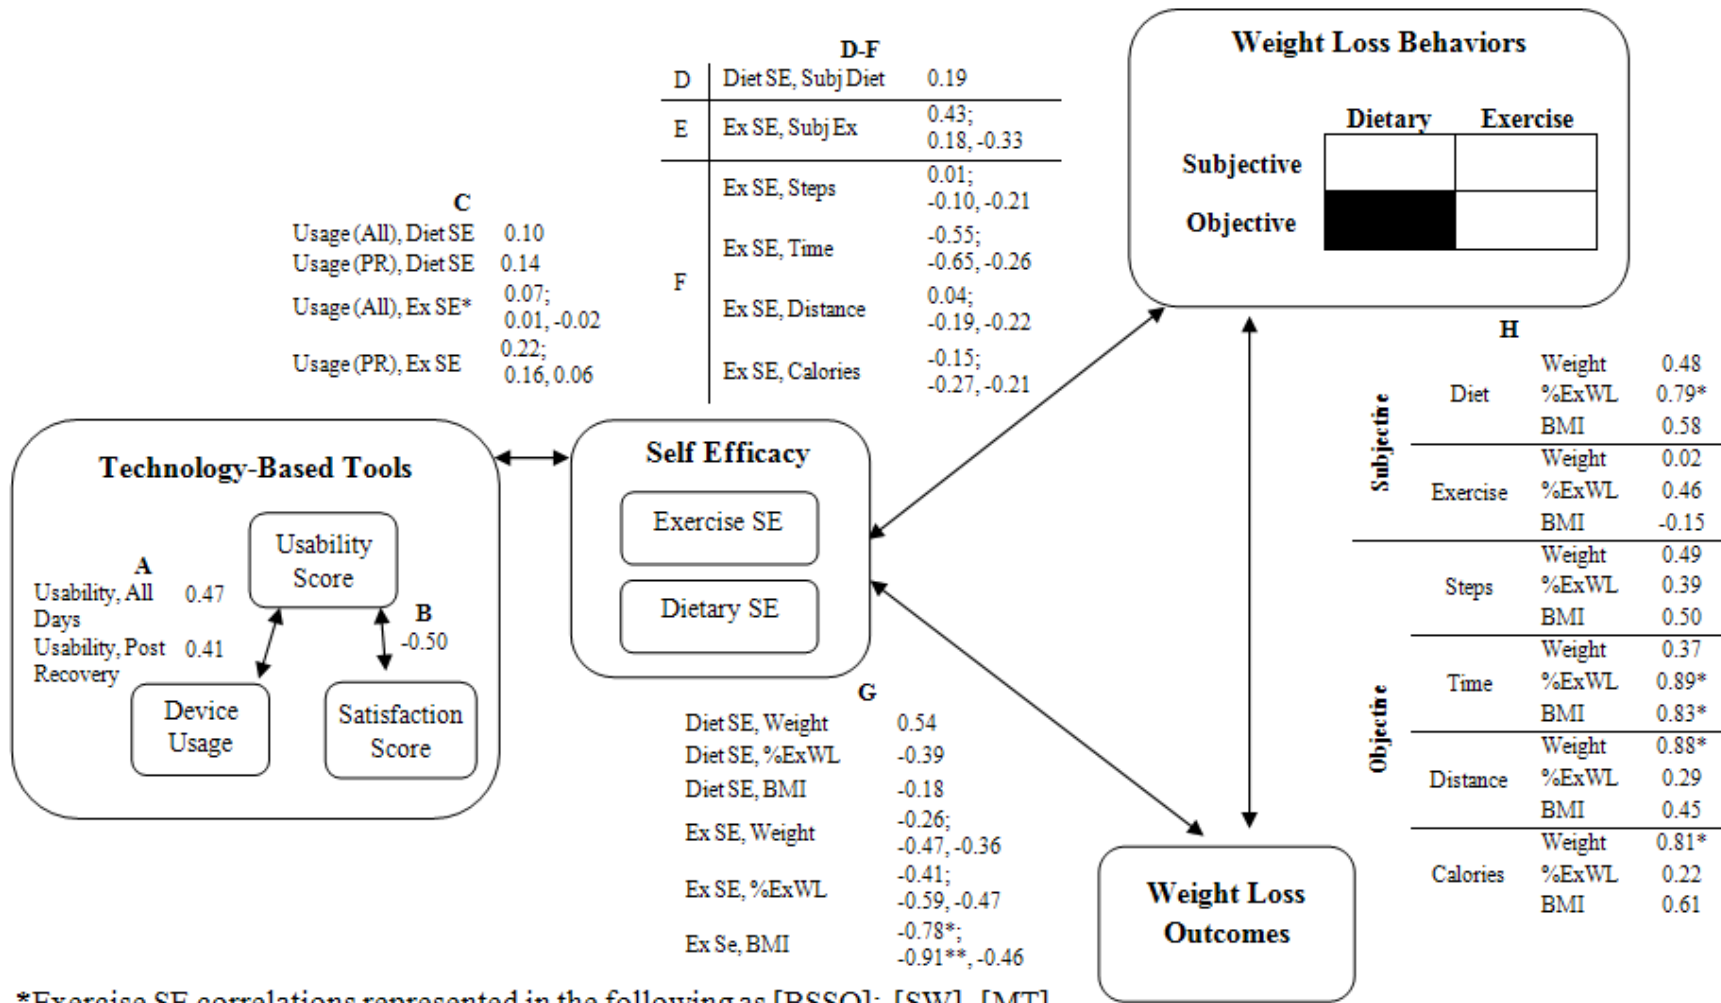 D-F
D Diet SE, Subj Diet 0.19
E Ex SE, Subj Ex 0.43;
0.18, -0.33
F
Ex SE, Steps 0.01;
-0.10, -0.21
Ex SE, Time -0.55;
-0.65, -0.26
Ex SE, Distance 0.04;
-0.19, -0.22
Ex SE, Calories -0.15;
-0.27, -0.21
Weight Loss Behaviors
Dietary Exercise
Subjective
Objective
C
Usage (All), Diet SE 0.10
Usage (PR), Diet SE 0.14
Usage (All), Ex SE* 0.07;
0.01, -0.02
Usage (PR), Ex SE 0.22;
0.16, 0.06
Technology-Based Tools
Usability
Score
A
Usability, All 0.47
Days
Usability, Post 0.41
Recovery
B
-0.50
Device
Usage
Satisfaction
Score
Self Efficacy
Exercise SE
Dietary SE
G
Diet SE, Weight 0.54
Diet SE, %ExWL -0.39
Diet SE, BMI -0.18
Ex SE, Weight -0.26;
-0.47, -0.36
Ex SE, %ExWL -0.41;
-0.59, -0.47
Ex Se, BMI -0.78*;
-0.91**, -0.46
H
Subjective
Diet
Weight 0.48
%ExWL 0.79*
BMI 0.58
Exercise
Weight 0.02
%ExWL 0.46
BMI -0.15
Objective
Steps
Weight 0.49
%ExWL 0.39
BMI 0.50
Time
Weight 0.37
%ExWL 0.89*
BMI 0.83*
Distance
Weight 0.88*
%ExWL 0.29
BMI 0.45
Calories
Weight 0.81*
%ExWL 0.22
BMI 0.61
Weight Loss
Outcomes
*Exercise SE correlations represented in the following as [BSSQ]; [SW], [MT]